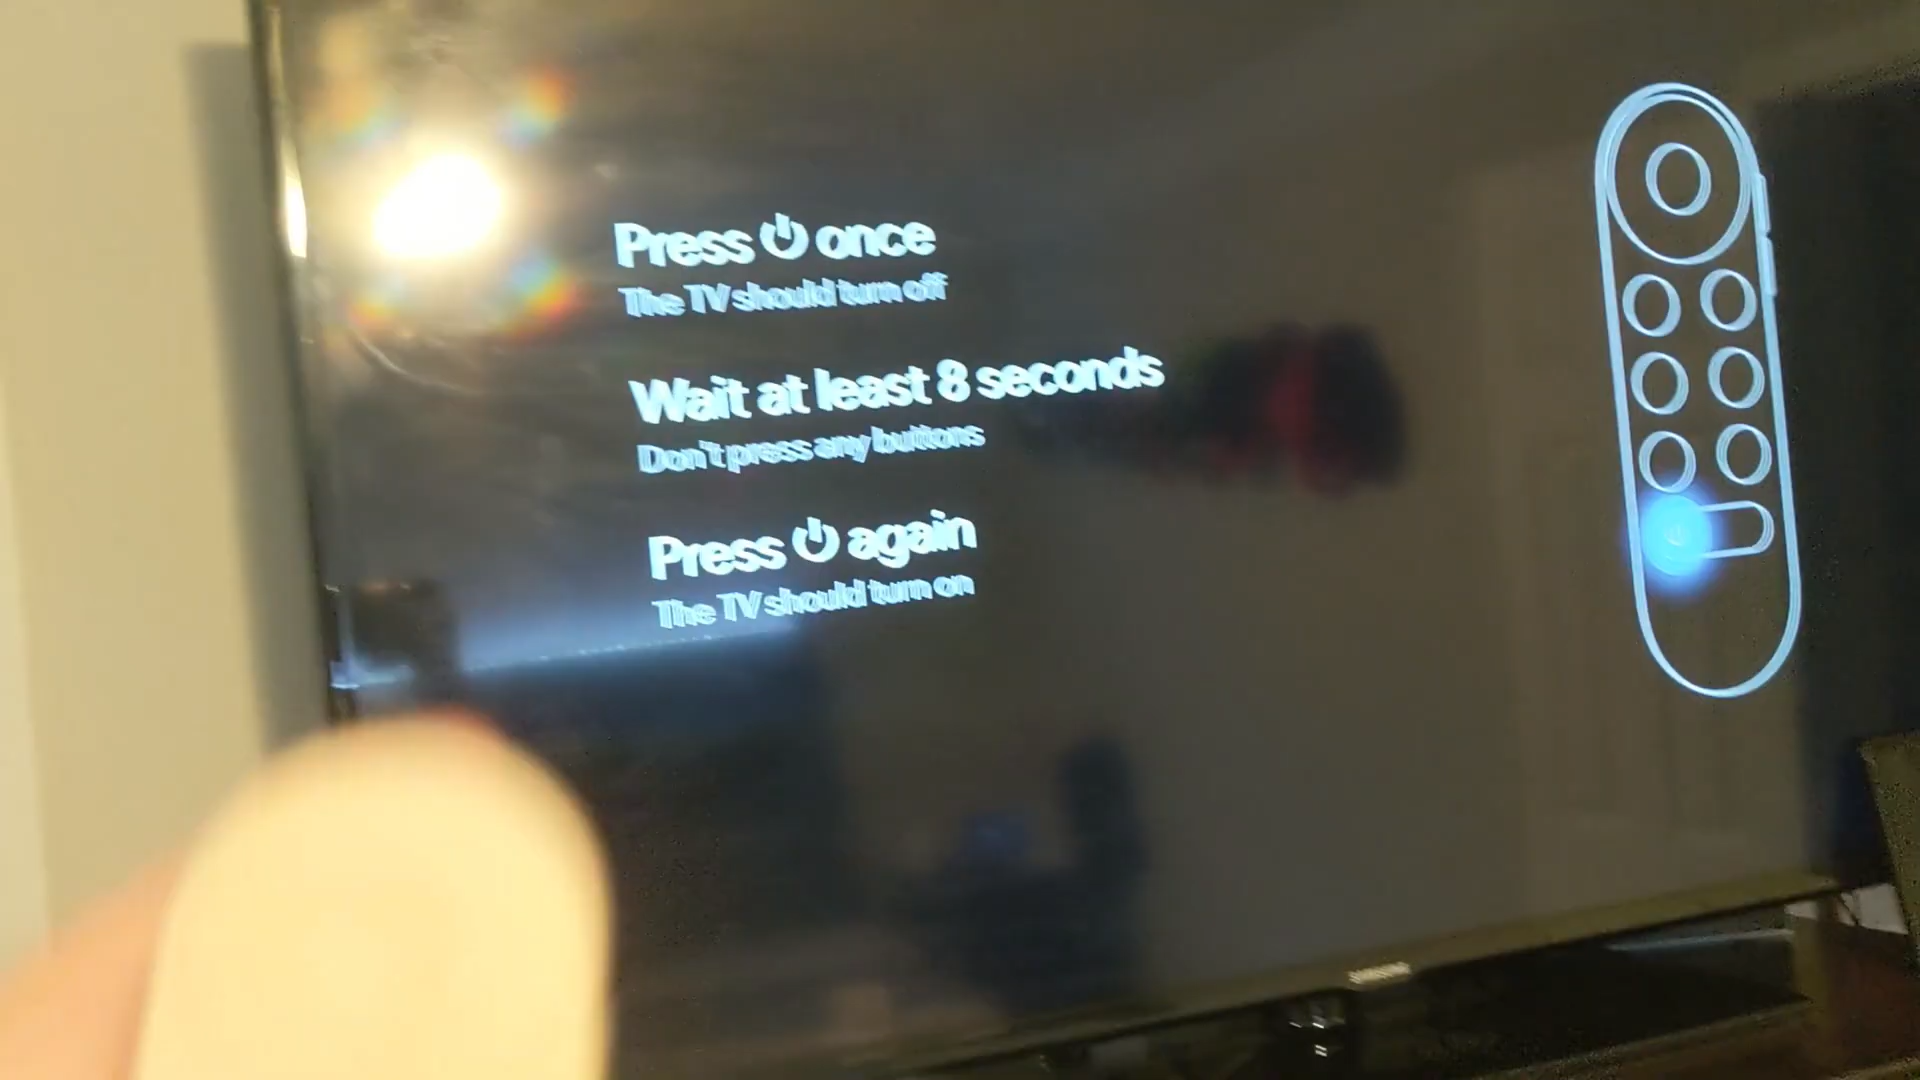 Press ⏻ once
The TV should turn off
Wait at least 8 seconds
Don't press any buttons
Press ⏻ again
The TV should turn on
SAMSUNG